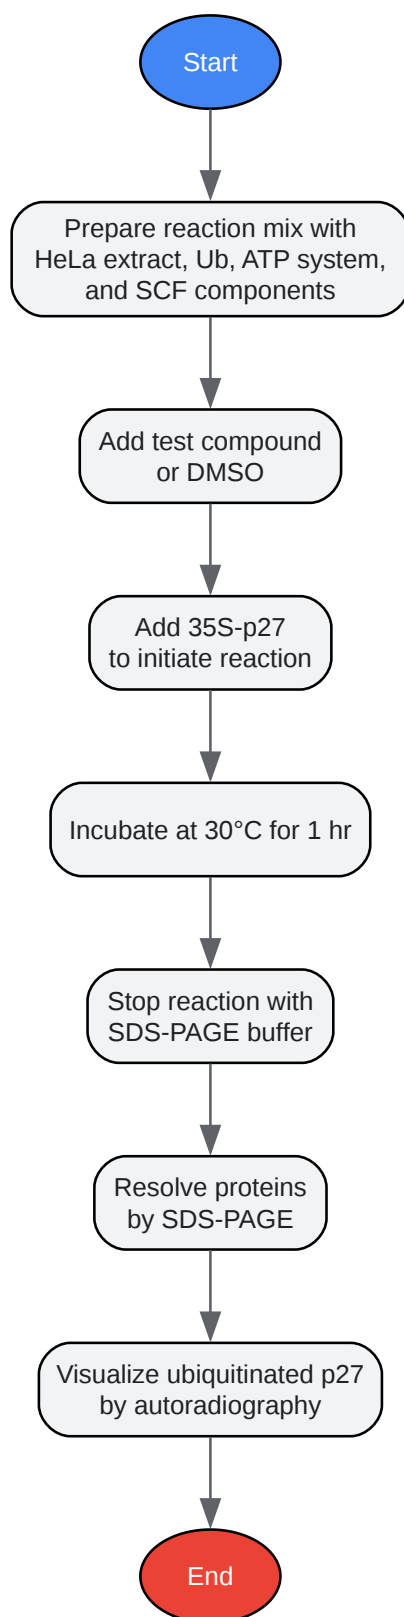 Start
Prepare reaction mix with
HeLa extract, Ub, ATP system,
and SCF components
Add test compound
or DMSO
Add 35S-p27
to initiate reaction
Incubate at 30°C for 1 hr
Stop reaction with
SDS-PAGE buffer
Resolve proteins
by SDS-PAGE
Visualize ubiquitinated p27
by autoradiography
End